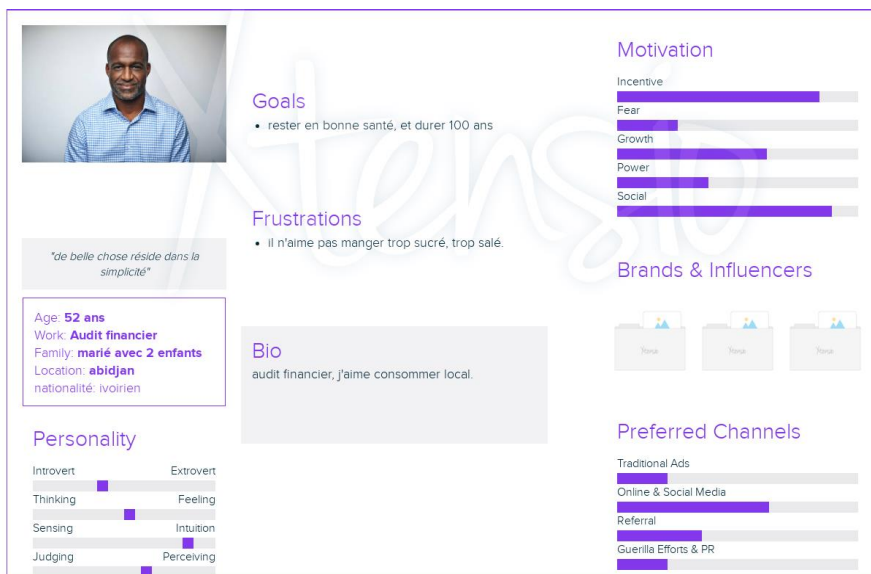 "de belle chose réside dans la
simplicité"
Age: 52 ans
Work: Audit financier
Family: marié avec 2 enfants
Location: abidjan
nationalité: ivoirien
Personality
Introvert Extrovert
Thinking Feeling
Sensing Intuition
Judging Perceiving
Goals
• rester en bonne santé, et durer 100 ans
Frustrations
• il n'aime pas manger trop sucré, trop salé.
Bio
audit financier, j'aime consommer local.
Motivation
Incentive
Fear
Growth
Power
Social
Brands & Influencers
Preferred Channels
Traditional Ads
Online & Social Media
Referral
Guerilla Efforts & PR
Xtensio